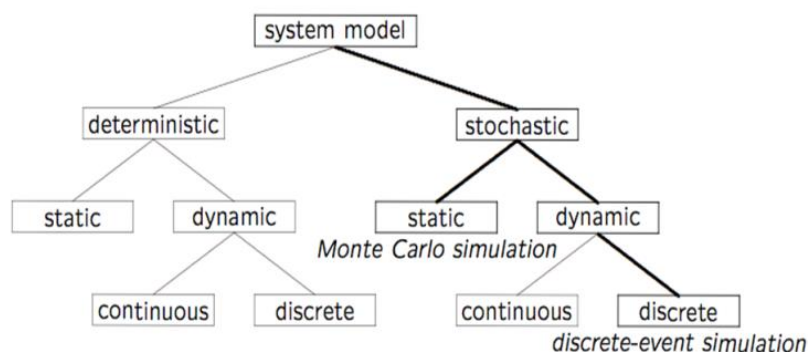 system model
deterministic
stochastic
static
dynamic
static
dynamic
Monte Carlo simulation
continuous
discrete
continuous
discrete
discrete-event simulation